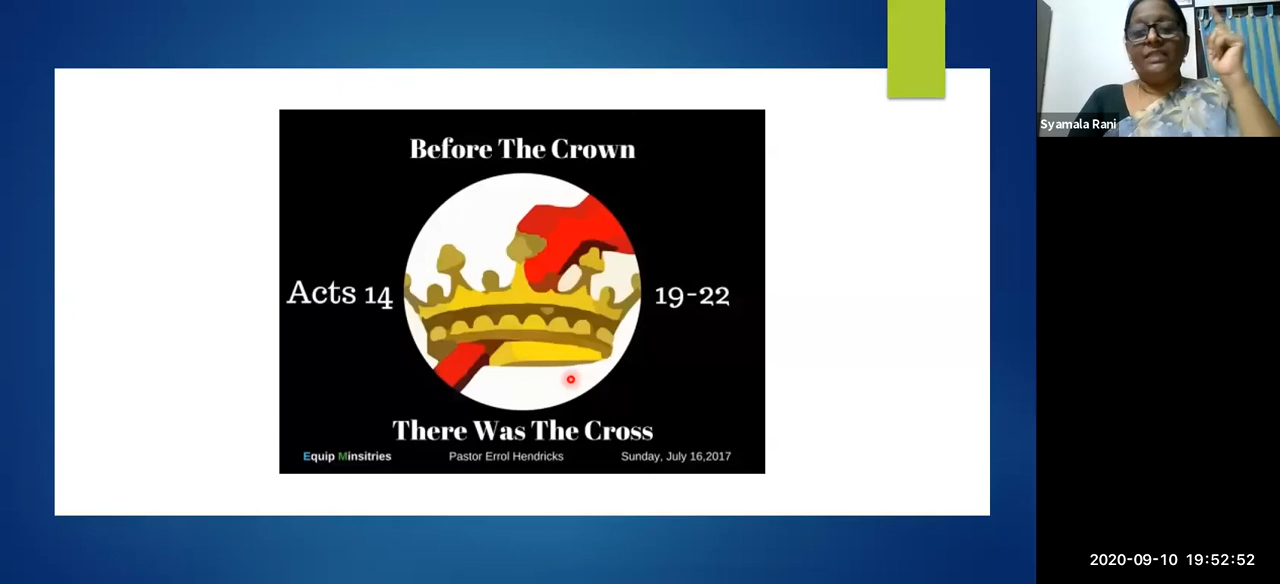 Before The Crown
Acts 14
19-22
There Was The Cross
Equip Minsitries
Pastor Errol Hendricks
Sunday, July 16,2017
Syamala Rani
2020-09-10 19:52:52